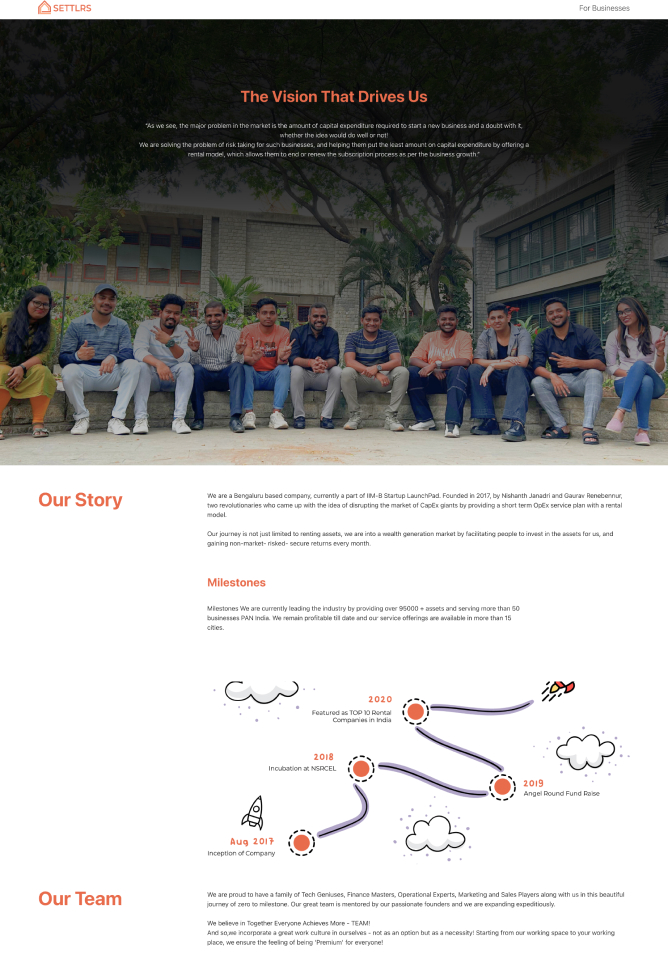 SETTLRS
For Businesses
The Vision That Drives Us
"As we see, the major problem in the market is the amount of capital expenditure required to start a new business and a doubt with it,
whether the idea would do well or not!
We are solving the problem of risk taking for such businesses, and helping them put the least amount on capital expenditure by offering a
rental model, which allows them to end or renew the subscription process as per the business growth."
Our Story
We are a Bengaluru based company, currently a part of IIM-B Startup LaunchPad. Founded in 2017, by Nishanth Janadri and Gaurav Renebennur,
two revolutionaries who came up with the idea of disrupting the market of CapEx giants by providing a short term OpEx service plan with a rental
model.
Our journey is not just limited to renting assets, we are into a wealth generation market by facilitating people to invest in the assets for us, and
gaining non-market- risked- secure returns every month.
Milestones
Milestones We are currently leading the industry by providing over 95000 + assets and serving more than 50
businesses PAN India. We remain profitable till date and our service offerings are available in more than 15
cities.
2020
Featured as TOP 10 Rental
Companies in India
2018
Incubation at NSRCEL
2019
Angel Round Fund Raise
Aug 2017
Inception of Company
Our Team
We are proud to have a family of Tech Geniuses, Finance Masters, Operational Experts, Marketing and Sales Players along with us in this beautiful
journey of zero to milestone. Our great team is mentored by our passionate founders and we are expanding expeditiously.
We believe in Together Everyone Achieves More - TEAM!
And so,we incorporate a great work culture in ourselves - not as an option but as a necessity! Starting from our working space to your working
place, we ensure the feeling of being 'Premium' for everyone!